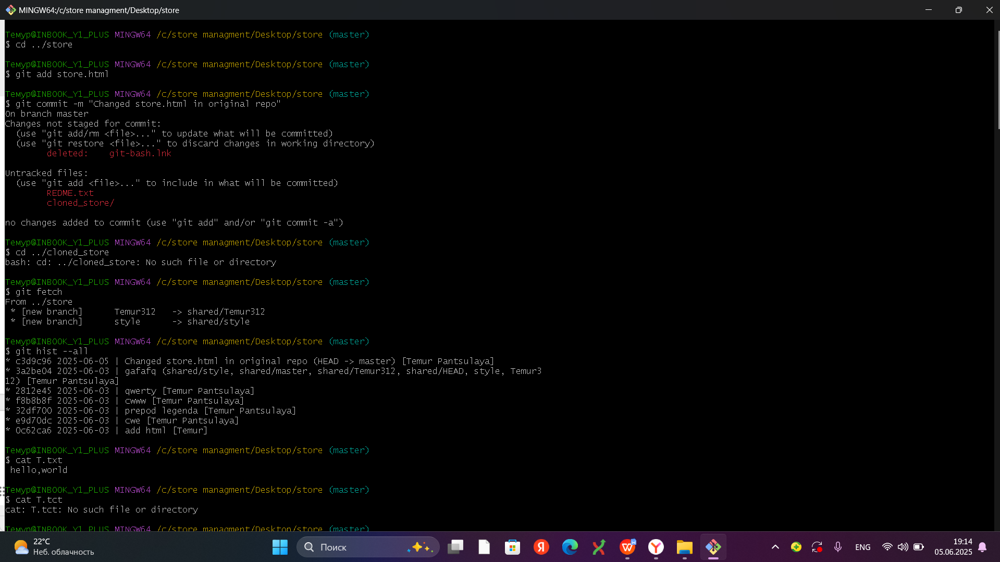 MINGW64:/c/store managment/Desktop/store
Темур@INBOOK_Y1_PLUS MINGW64 /c/store managment/Desktop/store (master)
$ cd ../store
Темур@INBOOK_Y1_PLUS MINGW64 /c/store managment/Desktop/store (master)
$ git add store.html
Темур@INBOOK_Y1_PLUS MINGW64 /c/store managment/Desktop/store (master)
$ git commit -m "Changed store.html in original repo"
On branch master
Changes not staged for commit:
  (use "git add/rm <file>..." to update what will be committed)
  (use "git restore <file>..." to discard changes in working directory)
        deleted:    git-bash.lnk
Untracked files:
  (use "git add <file>..." to include in what will be committed)
        REDME.txt
        cloned_store/
no changes added to commit (use "git add" and/or "git commit -a")
Темур@INBOOK_Y1_PLUS MINGW64 /c/store managment/Desktop/store (master)
$ cd ../cloned_store
bash: cd: ../cloned_store: No such file or directory
Темур@INBOOK_Y1_PLUS MINGW64 /c/store managment/Desktop/store (master)
$ git fetch
From ../store
 * [new branch]      Temur312   -> shared/Temur312
 * [new branch]      style      -> shared/style
Темур@INBOOK_Y1_PLUS MINGW64 /c/store managment/Desktop/store (master)
$ git hist --all
* c3d9c96 2025-06-05 | Changed store.html in original repo (HEAD -> master) [Temur Pantsulaya]
* 3a2be04 2025-06-03 | gafafq (shared/style, shared/master, shared/Temur312, shared/HEAD, style, Temur3
12) [Temur Pantsulaya]
* 2812e45 2025-06-03 | qwerty [Temur Pantsulaya]
* f8b8b8f 2025-06-03 | cwww [Temur Pantsulaya]
* 32df700 2025-06-03 | prepod legenda [Temur Pantsulaya]
* e9d70dc 2025-06-03 | cwe [Temur Pantsulaya]
* 0c62ca6 2025-06-03 | add html [Temur]
Темур@INBOOK_Y1_PLUS MINGW64 /c/store managment/Desktop/store (master)
$ cat T.txt
 hello,world
Темур@INBOOK_Y1_PLUS MINGW64 /c/store managment/Desktop/store (master)
$ cat T.tct
cat: T.tct: No such file or directory
Темур@INBOOK_Y1_PLUS MINGW64 /c/store managment/Desktop/store (master)
22°C
Неб. облачность
Поиск
Я
W
Y
ENG
19:14
05.06.2025